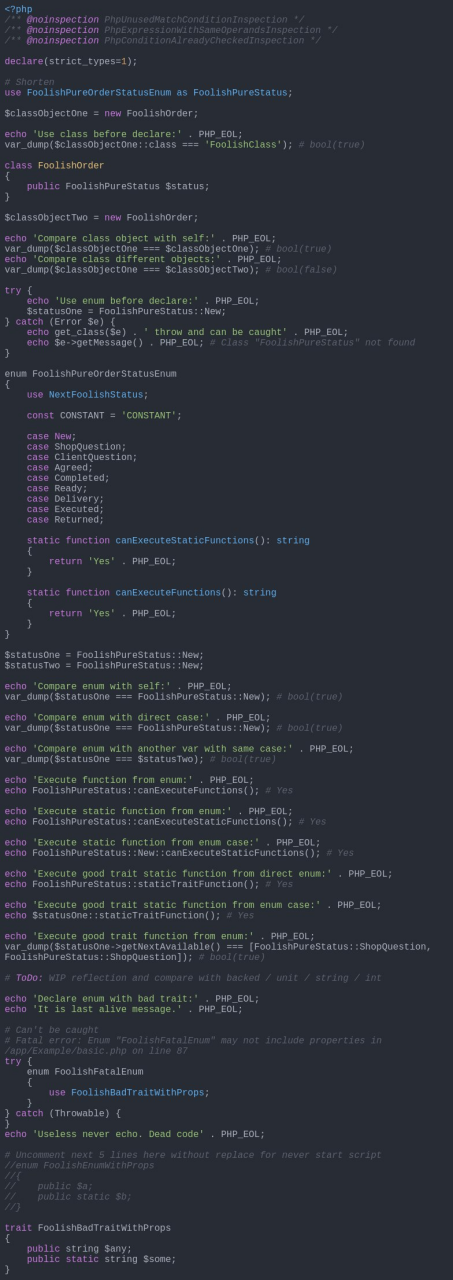 <?php
/** @noinspection PhpUnusedMatchConditionInspection */
/** @noinspection PhpExpressionWithSameOperandsInspection */
/** @noinspection PhpConditionAlreadyCheckedInspection */

declare(strict_types=1);

# Shorten
use FoolishPureOrderStatusEnum as FoolishPureStatus;

$classObjectOne = new FoolishOrder;

echo 'Use class before declare:' . PHP_EOL;
var_dump($classObjectOne::class === 'FoolishClass'); # bool(true)

class FoolishOrder
{
    public FoolishPureStatus $status;
}

$classObjectTwo = new FoolishOrder;

echo 'Compare class object with self:' . PHP_EOL;
var_dump($classObjectOne === $classObjectOne); # bool(true)
echo 'Compare class different objects:' . PHP_EOL;
var_dump($classObjectOne === $classObjectTwo); # bool(false)

try {
    echo 'Use enum before declare:' . PHP_EOL;
    $statusOne = FoolishPureStatus::New;
} catch (Error $e) {
    echo get_class($e) . ' throw and can be caught' . PHP_EOL;
    echo $e->getMessage() . PHP_EOL; # Class "FoolishPureStatus" not found
}

enum FoolishPureOrderStatusEnum
{
    use NextFoolishStatus;

    const CONSTANT = 'CONSTANT';

    case New;
    case ShopQuestion;
    case ClientQuestion;
    case Agreed;
    case Completed;
    case Ready;
    case Delivery;
    case Executed;
    case Returned;

    static function canExecuteStaticFunctions(): string
    {
        return 'Yes' . PHP_EOL;
    }

    static function canExecuteFunctions(): string
    {
        return 'Yes' . PHP_EOL;
    }
}

$statusOne = FoolishPureStatus::New;
$statusTwo = FoolishPureStatus::New;

echo 'Compare enum with self:' . PHP_EOL;
var_dump($statusOne === FoolishPureStatus::New); # bool(true)

echo 'Compare enum with direct case:' . PHP_EOL;
var_dump($statusOne === FoolishPureStatus::New); # bool(true)

echo 'Compare enum with another var with same case:' . PHP_EOL;
var_dump($statusOne === $statusTwo); # bool(true)

echo 'Execute function from enum:' . PHP_EOL;
echo FoolishPureStatus::canExecuteFunctions(); # Yes

echo 'Execute static function from enum:' . PHP_EOL;
echo FoolishPureStatus::canExecuteStaticFunctions(); # Yes

echo 'Execute static function from enum case:' . PHP_EOL;
echo FoolishPureStatus::New::canExecuteStaticFunctions(); # Yes

echo 'Execute good trait static function from direct enum:' . PHP_EOL;
echo FoolishPureStatus::staticTraitFunction(); # Yes

echo 'Execute good trait static function from enum case:' . PHP_EOL;
echo $statusOne::staticTraitFunction(); # Yes

echo 'Execute good trait function from enum:' . PHP_EOL;
var_dump($statusOne->getNextAvailable() === [FoolishPureStatus::ShopQuestion,
FoolishPureStatus::ShopQuestion]); # bool(true)

# ToDo: WIP reflection and compare with backed / unit / string / int

echo 'Declare enum with bad trait:' . PHP_EOL;
echo 'It is last alive message.' . PHP_EOL;

# Can't be caught
# Fatal error: Enum "FoolishFatalEnum" may not include properties in
/app/Example/basic.php on line 87
try {
    enum FoolishFatalEnum
    {
        use FoolishBadTraitWithProps;
    }
} catch (Throwable) {
}
echo 'Useless never echo. Dead code' . PHP_EOL;

# Uncomment next 5 lines here without replace for never start script
//enum FoolishEnumWithProps
//{
//    public $a;
//    public static $b;
//}

trait FoolishBadTraitWithProps
{
    public string $any;
    public static string $some;
}